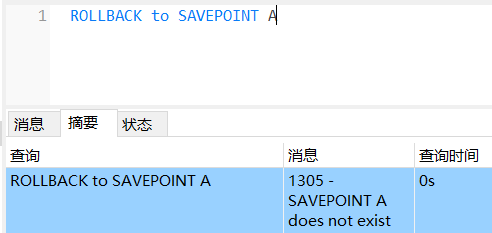 1 ROLLBACK to SAVEPOINT A
消息 摘要 状态
查询 消息 查询时间
ROLLBACK to SAVEPOINT A 1305 - 0s
SAVEPOINT A
does not exist